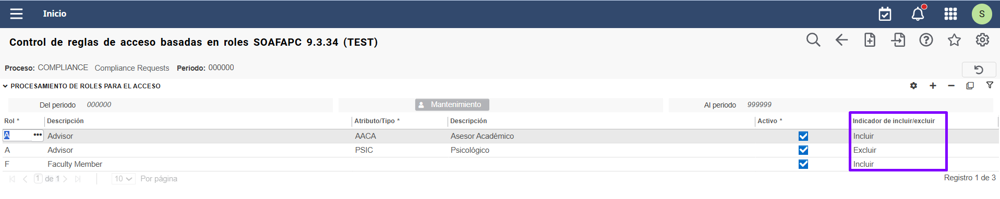 Inicio
S
Control de reglas de acceso basadas en roles SOAFAPC 9.3.34 (TEST)
Proceso: COMPLIANCE Compliance Requests Periodo: 000000
PROCESAMIENTO DE ROLES PARA EL ACCESO
Del periodo 000000 Mantenimiento Al periodo 999999
Rol * Descripción Atributo/Tipo * Descripción Activo * Indicador de incluir/excluir
A ••• Advisor AACA Asesor Académico Incluir
A Advisor PSIC Psicológico Excluir
F Faculty Member Incluir
1 de 1 10 Por página Registro 1 de 3